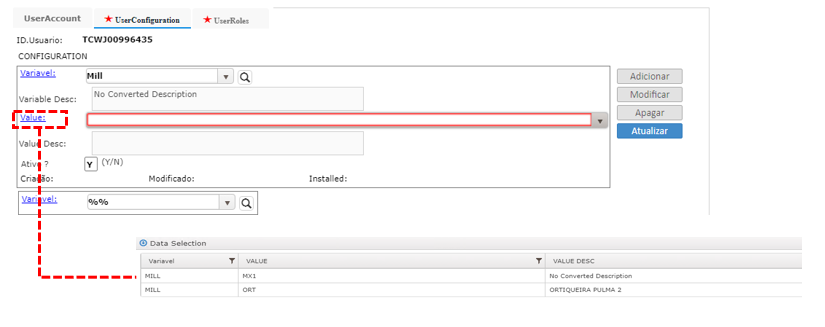 UserAccount ★ UserConfiguration ★ UserRoles
ID.Usuario: TCWJ00996435
CONFIGURATION
Variavel: Mill
Adicionar
Variable Desc: No Converted Description
Modificar
Value:
Apagar
Atualizar
Value Desc:
Ativo ? Y (Y/N)
Criacão: Modificado: Installed:
Variavel: %%
Data Selection
Variavel VALUE VALUE DESC
MILL MX1 No Converted Description
MILL ORT ORTIQUEIRA PULMA 2